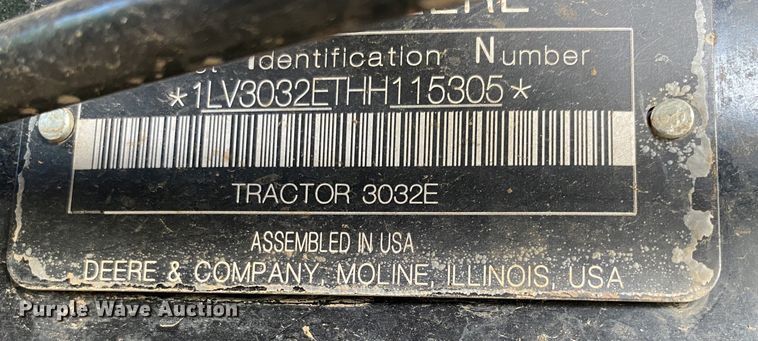 Identification Number
*1LV3032ETHH115305*
TRACTOR 3032E
ASSEMBLED IN USA
DEERE & COMPANY, MOLINE, ILLINOIS, USA
Purple Wave Auction